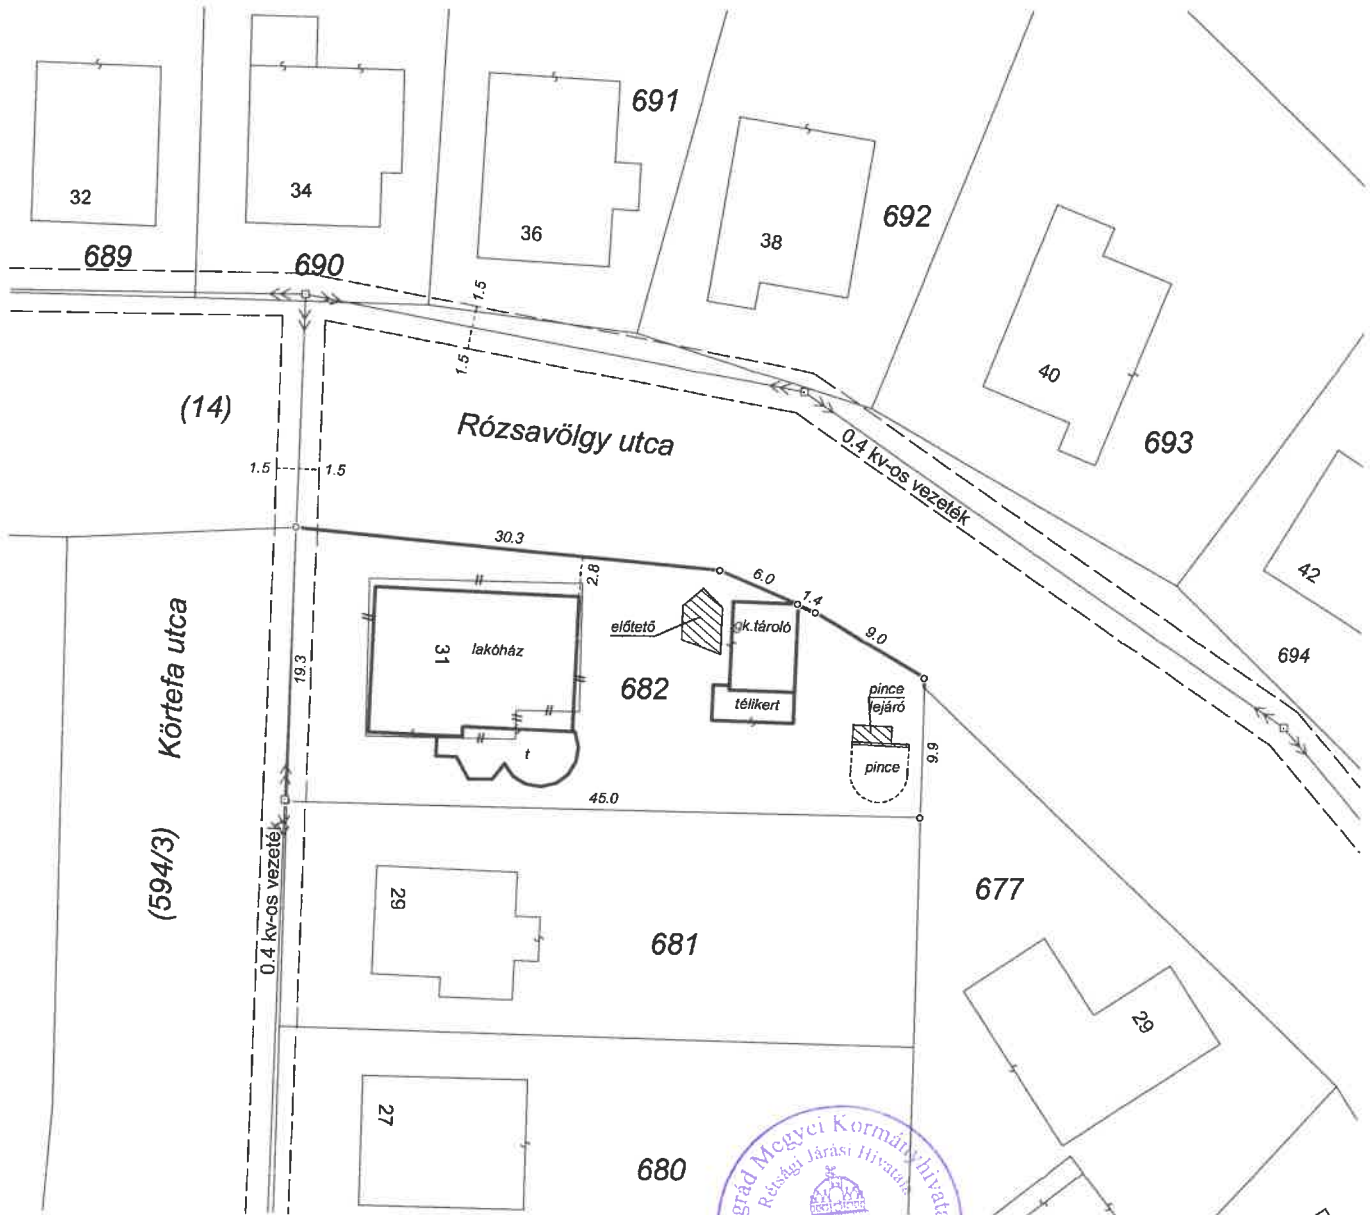 691
32
34
36
38
692
689
690
1.5
1.5
40
(14)
Rózsavölgy utca
0.4 kv-os vezeték
693
1.5
1.5
42
30.3
2.8
6.0
1.4
9.0
694
előtető
gk.tároló
Körtefa utca
19.3
31
lakóház
682
télikert
pince
lejáró
pince
9.9
t
45.0
(594/3)
0.4 kv-os vezeték
29
681
677
29
27
680
grád Megyei Kormányhivata
Rétsági Járási Hivatala